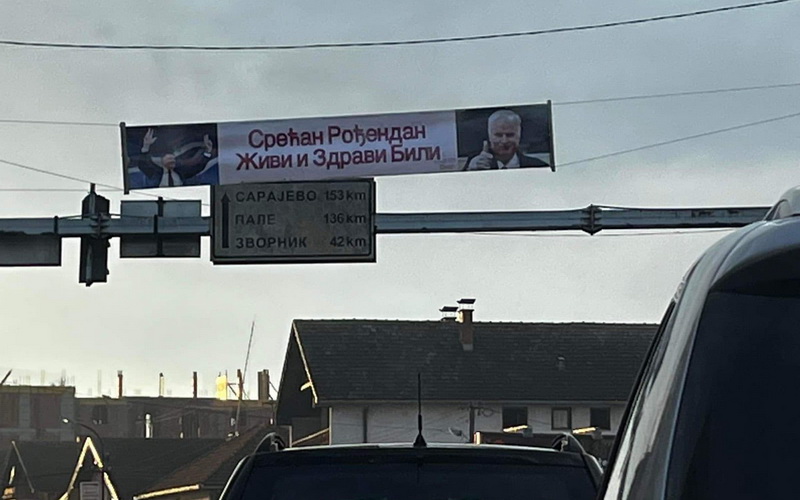 Срећан Рођендан
Живи и Здрави Били
САРАЈЕВО 153 km
ПАЛЕ 136 km
ЗВОРНИК 42 km